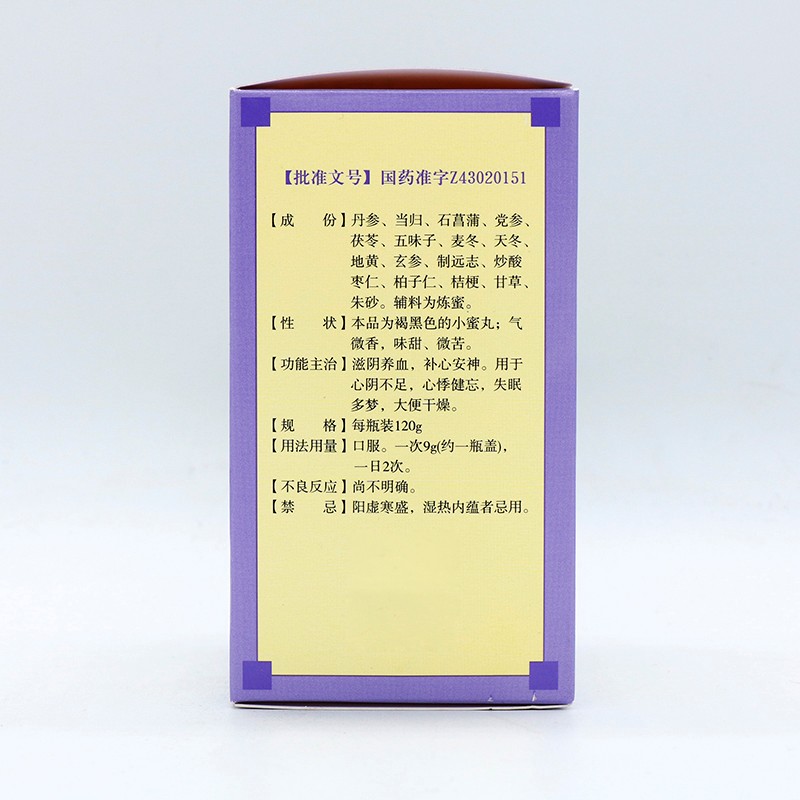 【批准文号】国药准字Z43020151
【成　份】丹参、当归、石菖蒲、党参、
茯苓、五味子、麦冬、天冬、
地黄、玄参、制远志、炒酸
枣仁、柏子仁、桔梗、甘草、
朱砂。辅料为炼蜜。
【性　状】本品为褐黑色的小蜜丸；气
微香，味甜、微苦。
【功能主治】滋阴养血，补心安神。用于
心阴不足，心悸健忘，失眠
多梦，大便干燥。
【规　格】每瓶装120g
【用法用量】口服。一次9g(约一瓶盖)，
一日2次。
【不良反应】尚不明确。
【禁　忌】阳虚寒盛，湿热内蕴者忌用。